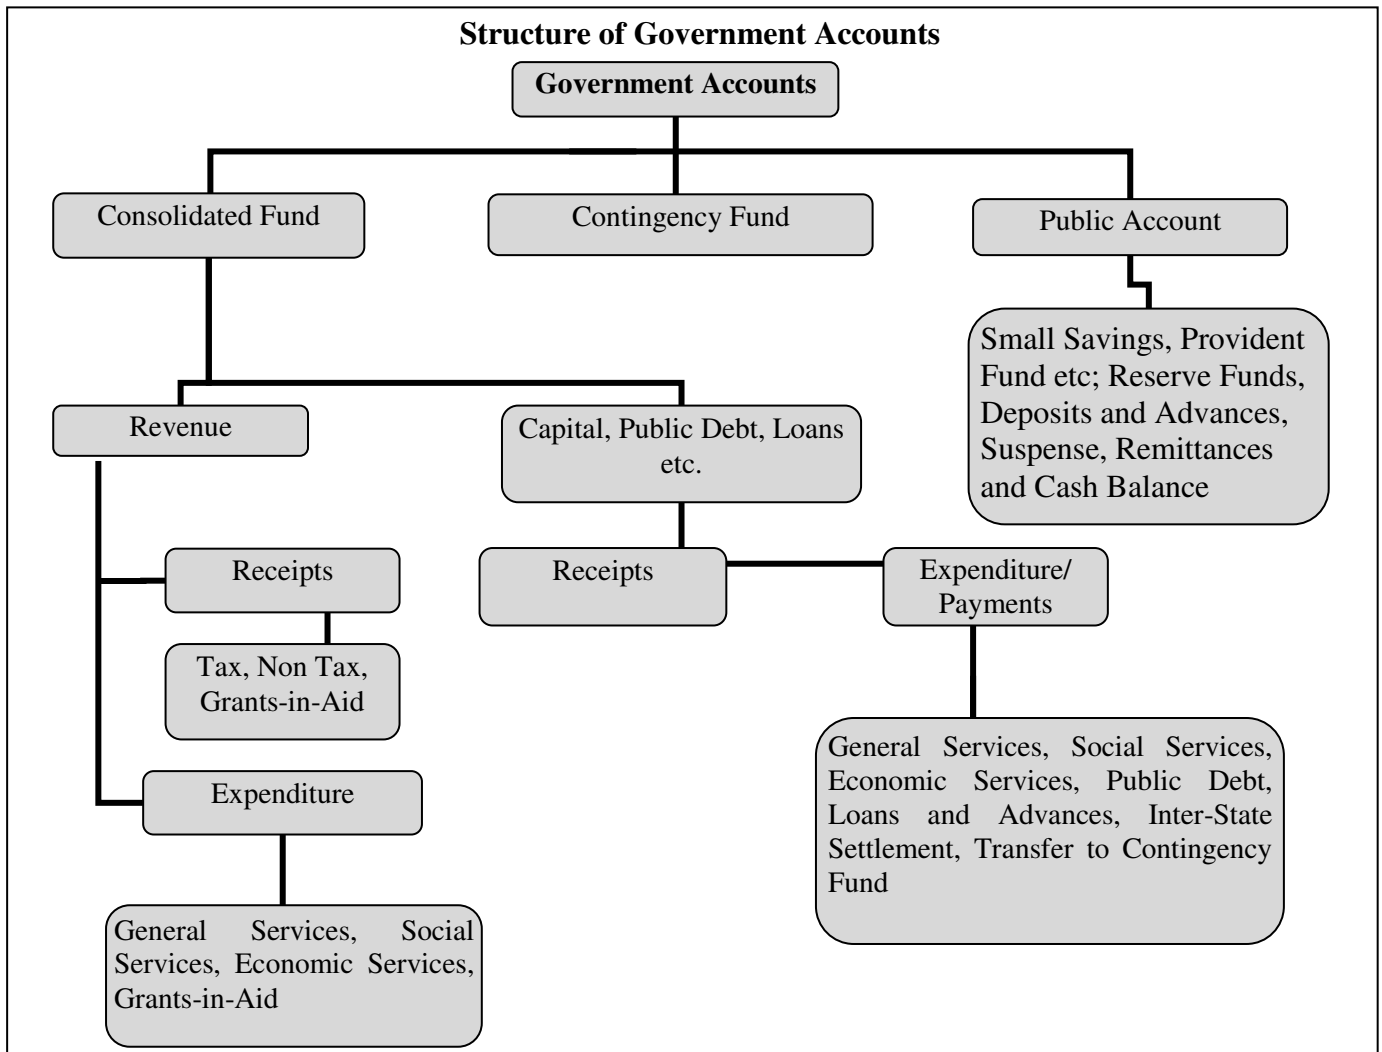 Structure of Government Accounts
Government Accounts
Consolidated Fund
Contingency Fund
Public Account
Small Savings, Provident
Fund etc; Reserve Funds,
Deposits and Advances,
Suspense, Remittances
and Cash Balance
Revenue
Capital, Public Debt, Loans
etc.
Receipts
Receipts
Expenditure/
Payments
Tax, Non Tax,
Grants-in-Aid
General Services, Social Services,
Economic Services, Public Debt,
Loans and Advances, Inter-State
Settlement, Transfer to Contingency
Fund
Expenditure
General Services, Social
Services, Economic Services,
Grants-in-Aid